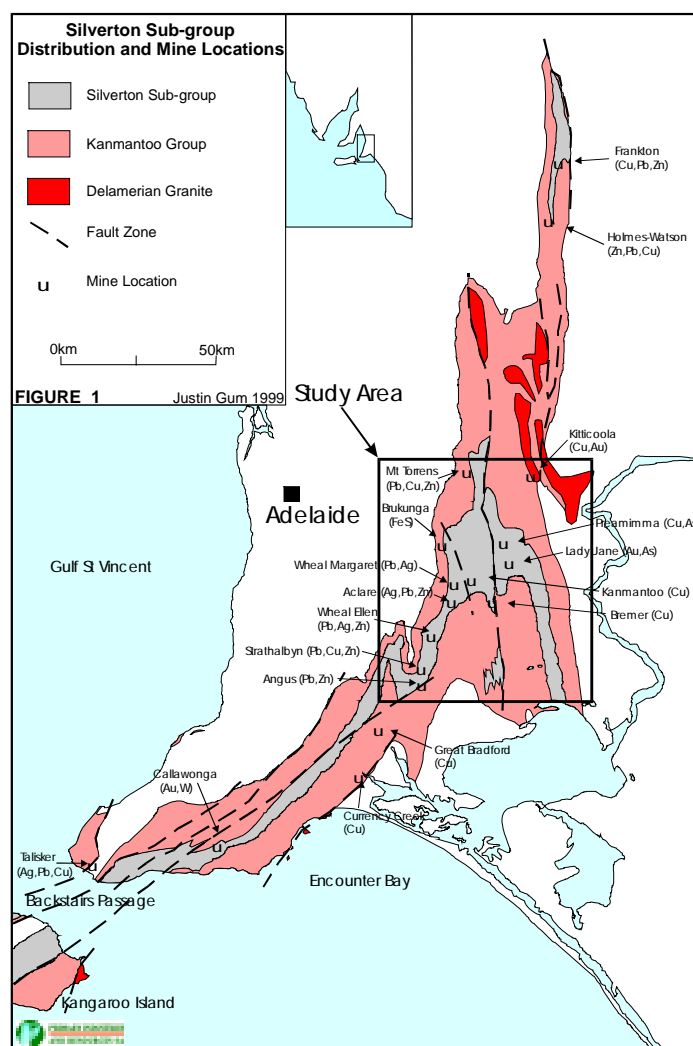 Silverton Sub-group
Distribution and Mine Locations
Silverton Sub-group
Kanmantoo Group
Delamerian Granite
Fault Zone
u
Mine Location
0km
50km
FIGURE 1
Justin Gum 1999
Frankton
(Cu,Pb,Zn)
u
u
Holmes-Watson
(Zn,Pb,Cu)
Study Area
Kitticoola
(Cu,Au)
Mt Torrens
(Pb,Cu,Zn)
u
u
u
Adelaide
Brukunga
(FeS)
u
Preamimma (Cu,As
u
Gulf St Vincent
Lady Jane (Au,As)
u
Wheal Margaret (Pb,Ag)
u
u
Kanmantoo (Cu)
Aclare (Ag,Pb,Zn)
u
u
Bremer (Cu)
Wheal Ellen
(Pb,Ag,Zn)
u
Strathalbyn (Pb,Cu,Zn)
u
Angus (Pb,Zn)
u
u
Great Bradford
(Cu)
Callawonga
(Au,W)
u
u
Currency Creek
(Cu)
Talisker
(Ag,Pb,Cu)
u
Encounter Bay
Backstairs Passage
Kangaroo Island